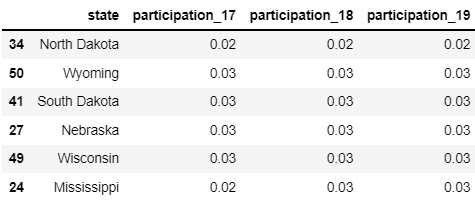 state participation_17 participation_18 participation_19
34 North Dakota 0.02 0.02 0.02
50 Wyoming 0.03 0.03 0.03
41 South Dakota 0.03 0.03 0.03
27 Nebraska 0.03 0.03 0.03
49 Wisconsin 0.03 0.03 0.03
24 Mississippi 0.02 0.03 0.03